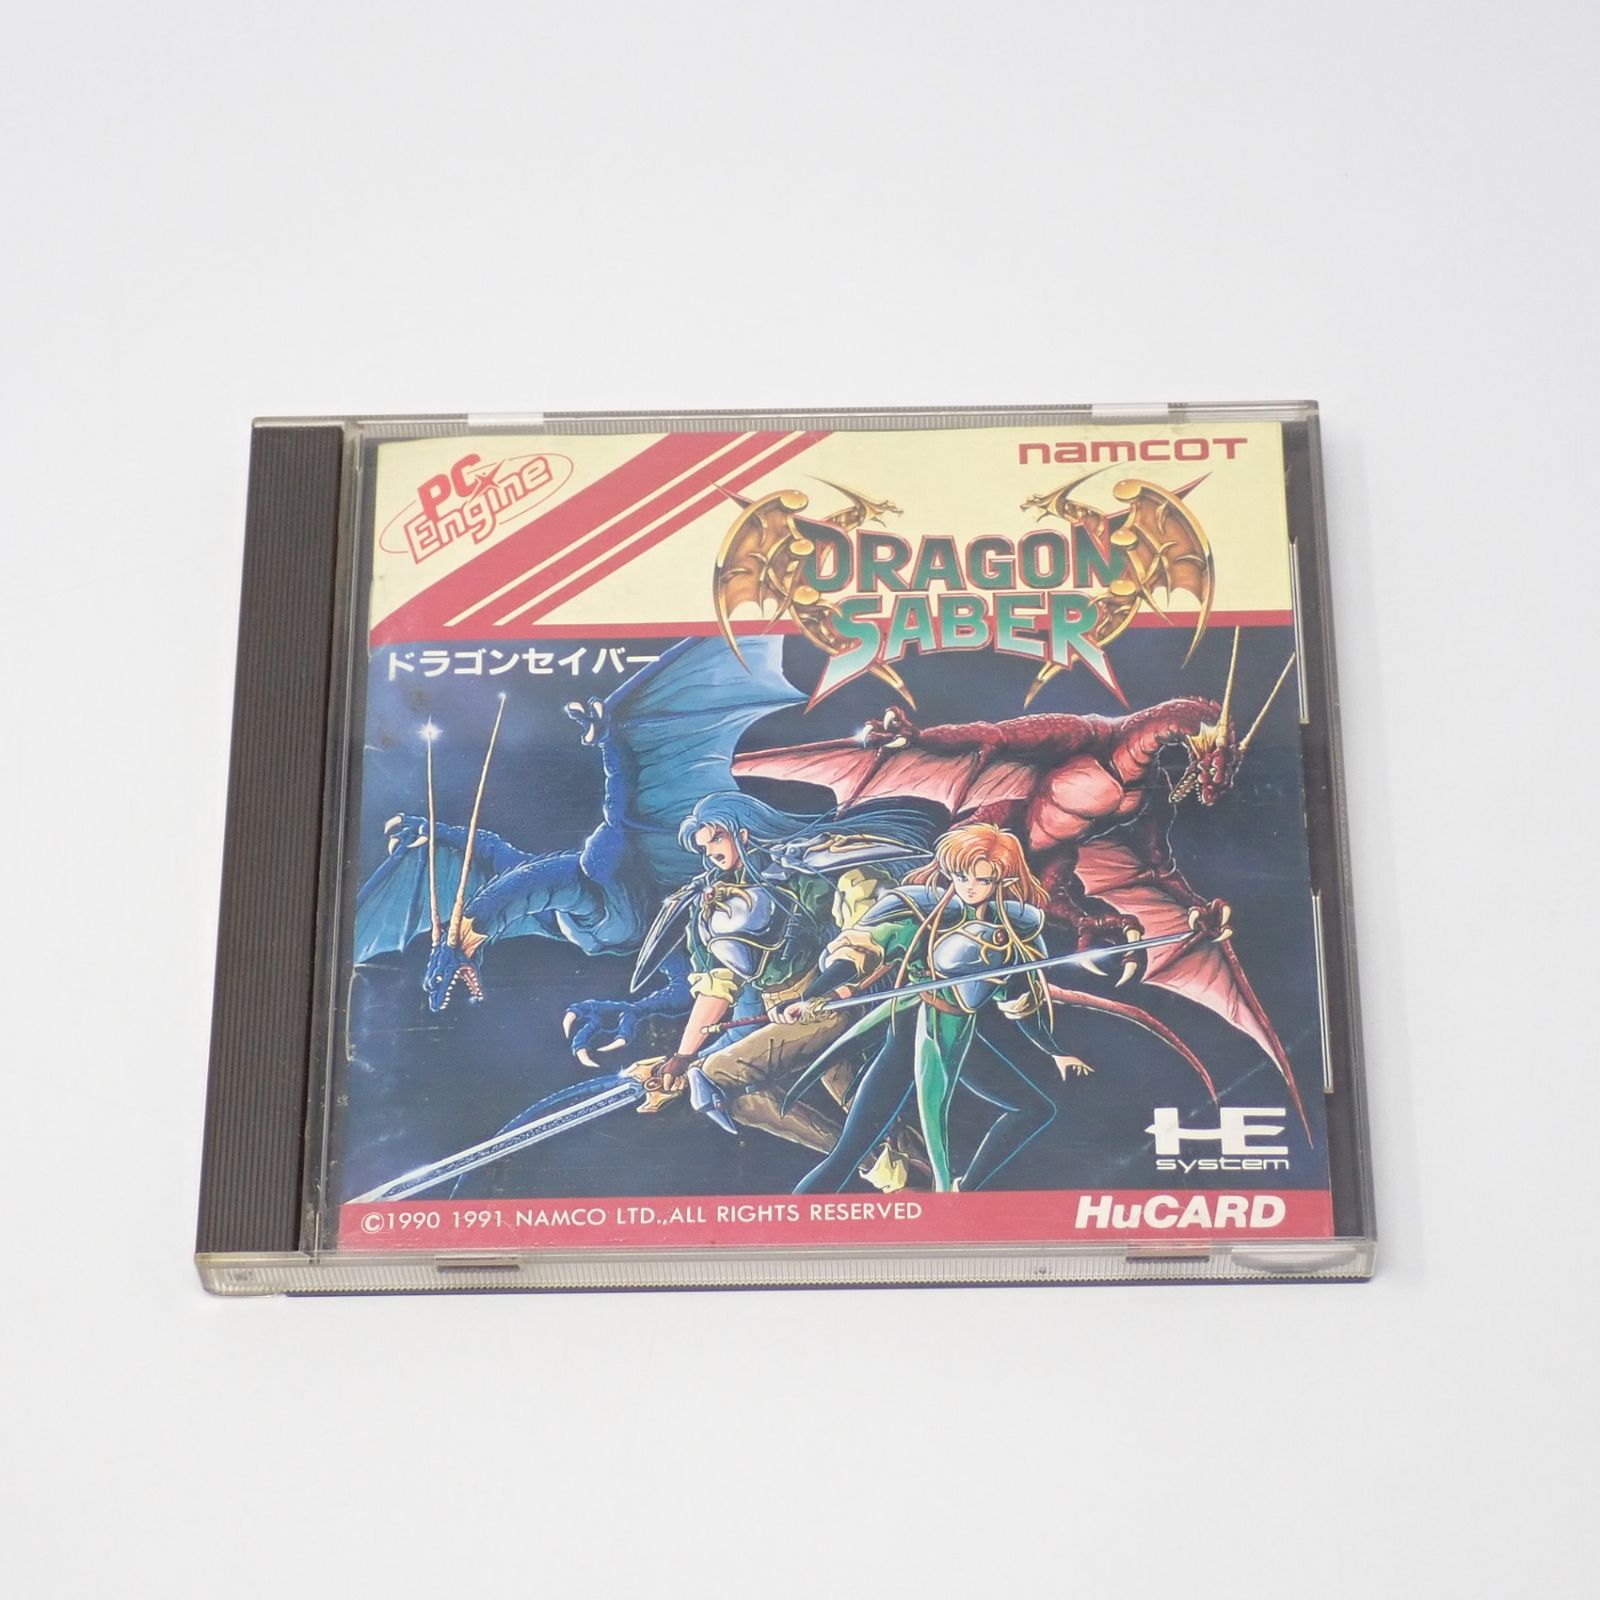 PC Engine
namcoT
DRAGON
SABER
ドラゴンセイバー
HE
system
©1990 1991 NAMCO LTD.,ALL RIGHTS RESERVED
HuCARD